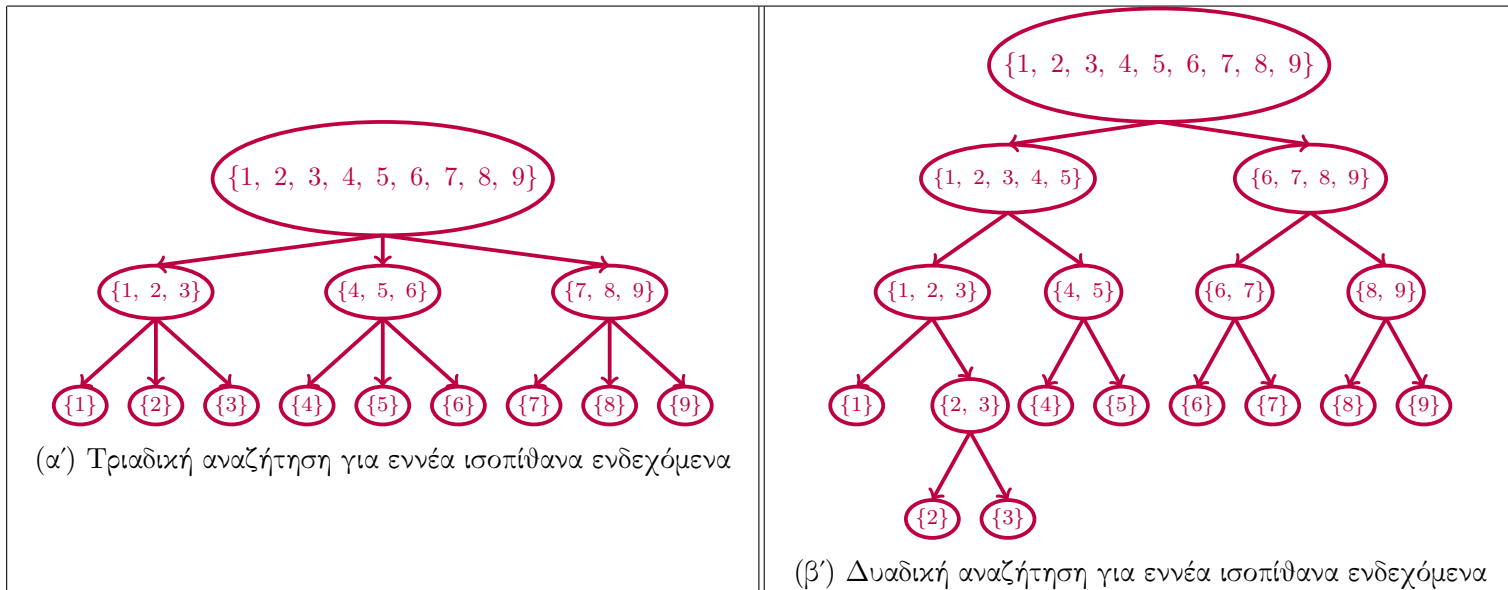 {1, 2, 3, 4, 5, 6, 7, 8, 9}
{1, 2, 3} {4, 5, 6} {7, 8, 9}
{1} {2} {3} {4} {5} {6} {7} {8} {9}
(αʹ) Τριαδική αναζήτηση για εννέα ισοπίθανα ενδεχόμενα
{1, 2, 3, 4, 5, 6, 7, 8, 9}
{1, 2, 3, 4, 5} {6, 7, 8, 9}
{1, 2, 3} {4, 5} {6, 7} {8, 9}
{1} {2, 3} {4} {5} {6} {7} {8} {9}
{2} {3}
(βʹ) Δυαδική αναζήτηση για εννέα ισοπίθανα ενδεχόμενα